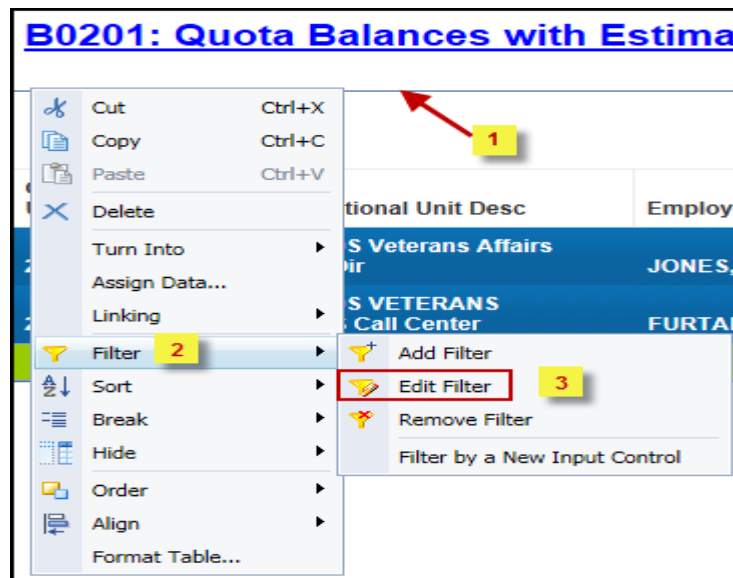 B0201: Quota Balances with Estima
1
Cut Ctrl+X
Copy Ctrl+C
Paste Ctrl+V
Delete
tional Unit Desc Employ
Turn Into
S Veterans Affairs
Dir JONES,
Assign Data...
Linking
S VETERANS
Call Center FURTA
Filter 2
Add Filter
Sort
Edit Filter 3
Break
Remove Filter
Hide
Filter by a New Input Control
Order
Align
Format Table...